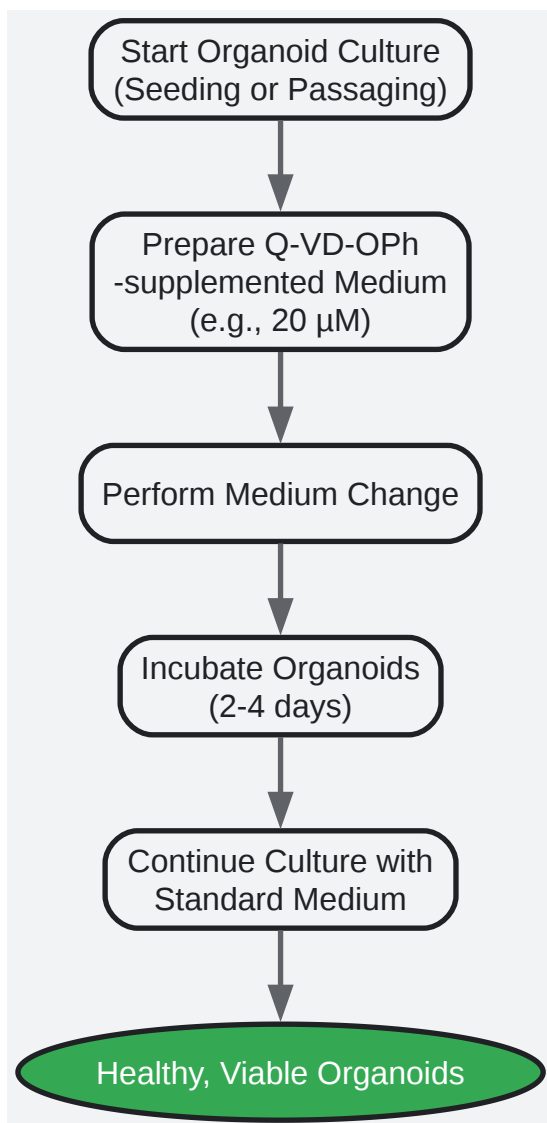 Start Organoid Culture
(Seeding or Passaging)
Prepare Q-VD-OPh
-supplemented Medium
(e.g., 20 µM)
Perform Medium Change
Incubate Organoids
(2-4 days)
Continue Culture with
Standard Medium
Healthy, Viable Organoids